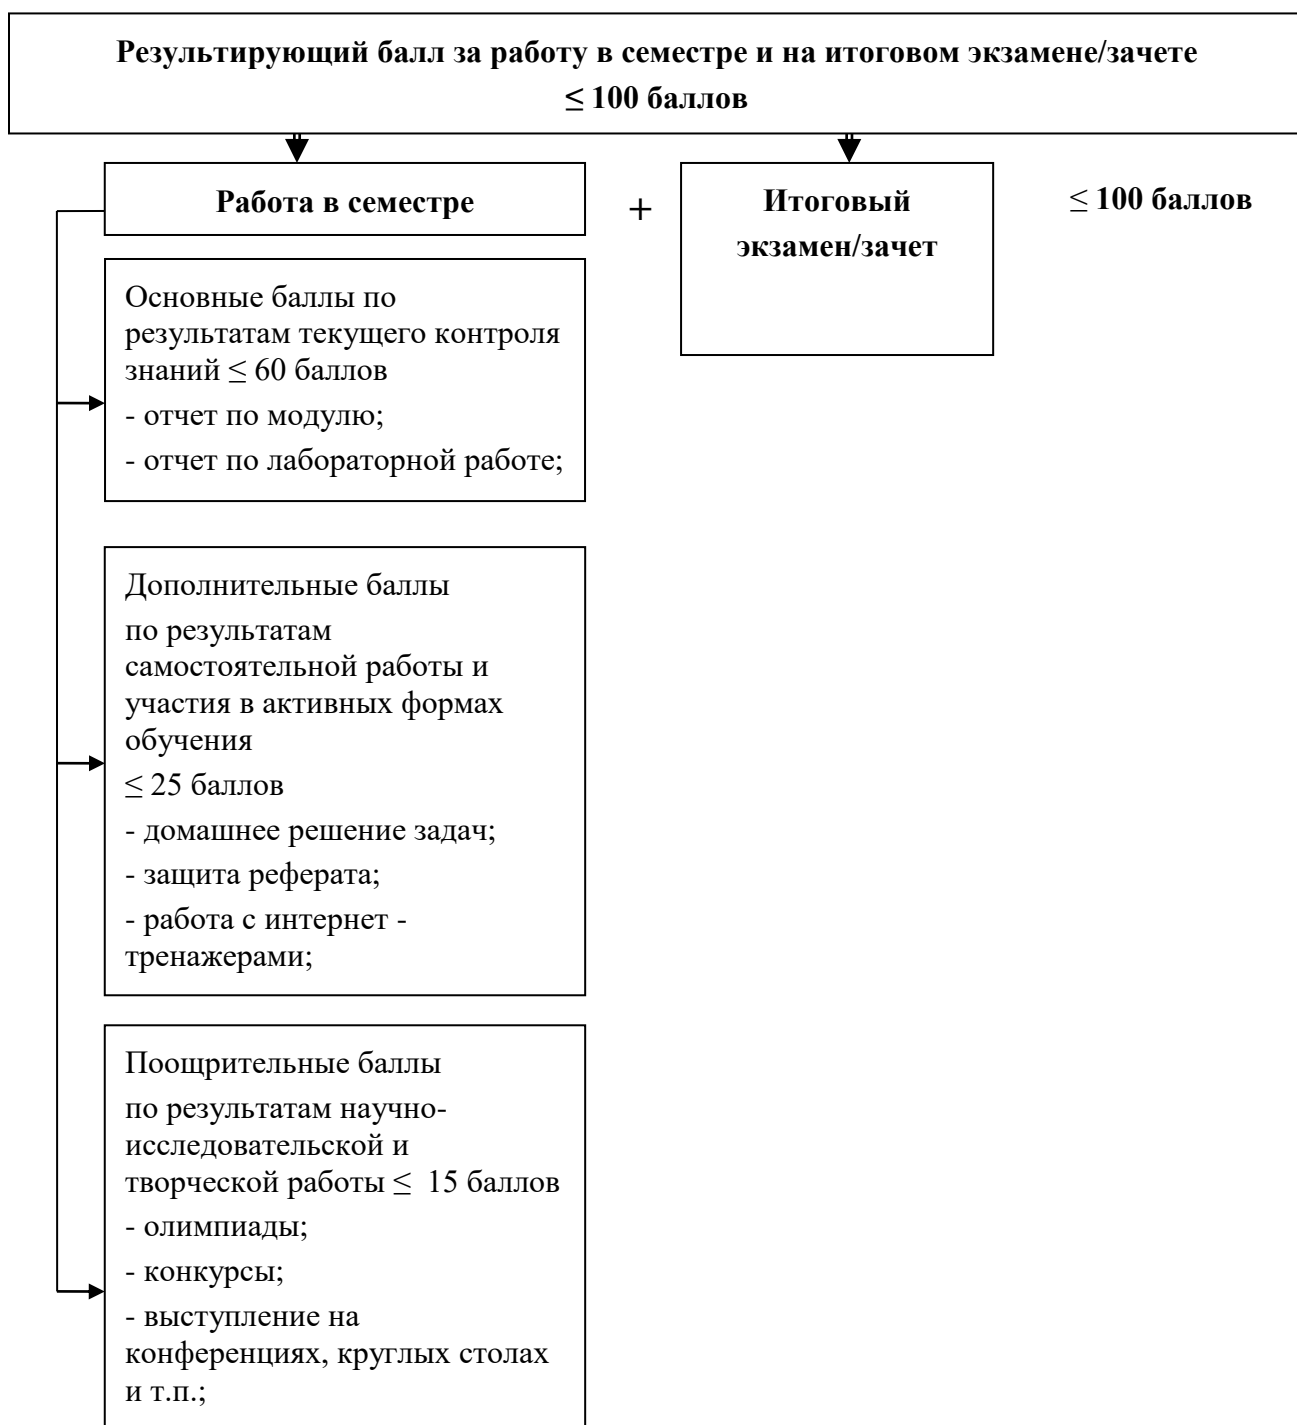 Результирующий балл за работу в семестре и на итоговом экзамене/зачете
≤ 100 баллов
Работа в семестре
+
Итоговый
экзамен/зачет
≤ 100 баллов
Основные баллы по
результатам текущего контроля
знаний ≤ 60 баллов
- отчет по модулю;
- отчет по лабораторной работе;
Дополнительные баллы
по результатам
самостоятельной работы и
участия в активных формах
обучения
≤ 25 баллов
- домашнее решение задач;
- защита реферата;
- работа с интернет -
тренажерами;
Поощрительные баллы
по результатам научно-
исследовательской и
творческой работы ≤  15 баллов
- олимпиады;
- конкурсы;
- выступление на
конференциях, круглых столах
и т.п.;